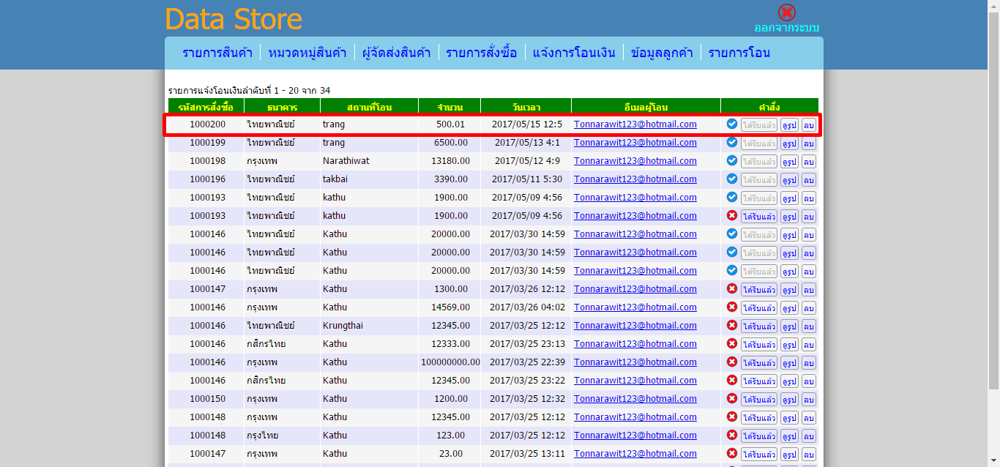 Data Store
ออกจากระบบ
รายการสินค้า หมวดหมู่สินค้า ผู้จัดส่งสินค้า รายการสั่งซื้อ แจ้งการโอนเงิน ข้อมูลลูกค้า รายการโอน
รายการแจ้งโอนเงินลำดับที่ 1 - 20 จาก 34
รหัสการสั่งซื้อ ธนาคาร สถานที่โอน จำนวน วันเวลา อีเมลผู้โอน คำสั่ง
1000200 ไทยพาณิชย์ trang 500.01 2017/05/15 12:5 Tonnarawit123@hotmail.com ได้รับแล้ว ดูรูป ลบ
1000199 ไทยพาณิชย์ trang 6500.00 2017/05/13 4:1 Tonnarawit123@hotmail.com ได้รับแล้ว ดูรูป ลบ
1000198 กรุงเทพ Narathiwat 13180.00 2017/05/12 4:9 Tonnarawit123@hotmail.com ได้รับแล้ว ดูรูป ลบ
1000196 ไทยพาณิชย์ takbai 3390.00 2017/05/11 5:30 Tonnarawit123@hotmail.com ได้รับแล้ว ดูรูป ลบ
1000193 ไทยพาณิชย์ kathu 1900.00 2017/05/09 4:56 Tonnarawit123@hotmail.com ได้รับแล้ว ดูรูป ลบ
1000193 ไทยพาณิชย์ kathu 1900.00 2017/05/09 4:56 Tonnarawit123@hotmail.com ได้รับแล้ว ดูรูป ลบ
1000146 ไทยพาณิชย์ Kathu 20000.00 2017/03/30 14:59 Tonnarawit123@hotmail.com ได้รับแล้ว ดูรูป ลบ
1000146 ไทยพาณิชย์ Kathu 20000.00 2017/03/30 14:59 Tonnarawit123@hotmail.com ได้รับแล้ว ดูรูป ลบ
1000146 ไทยพาณิชย์ Kathu 20000.00 2017/03/30 14:59 Tonnarawit123@hotmail.com ได้รับแล้ว ดูรูป ลบ
1000147 กรุงเทพ Kathu 1300.00 2017/03/26 12:12 Tonnarawit123@hotmail.com ได้รับแล้ว ดูรูป ลบ
1000146 กรุงเทพ Kathu 14569.00 2017/03/26 04:02 Tonnarawit123@hotmail.com ได้รับแล้ว ดูรูป ลบ
1000146 ไทยพาณิชย์ Krungthai 12345.00 2017/03/25 12:12 Tonnarawit123@hotmail.com ได้รับแล้ว ดูรูป ลบ
1000146 กสิกรไทย Kathu 12333.00 2017/03/25 23:13 Tonnarawit123@hotmail.com ได้รับแล้ว ดูรูป ลบ
1000146 กรุงเทพ Kathu 100000000.00 2017/03/25 22:39 Tonnarawit123@hotmail.com ได้รับแล้ว ดูรูป ลบ
1000146 กสิกรไทย Kathu 12345.00 2017/03/25 23:22 Tonnarawit123@hotmail.com ได้รับแล้ว ดูรูป ลบ
1000150 กรุงเทพ Kathu 1200.00 2017/03/25 12:32 Tonnarawit123@hotmail.com ได้รับแล้ว ดูรูป ลบ
1000148 กรุงเทพ Kathu 12345.00 2017/03/25 12:12 Tonnarawit123@hotmail.com ได้รับแล้ว ดูรูป ลบ
1000148 กรุงไทย Kathu 123.00 2017/03/25 12:12 Tonnarawit123@hotmail.com ได้รับแล้ว ดูรูป ลบ
1000147 กรุงเทพ Kathu 23.00 2017/03/25 13:11 Tonnarawit123@hotmail.com ได้รับแล้ว ดูรูป ลบ